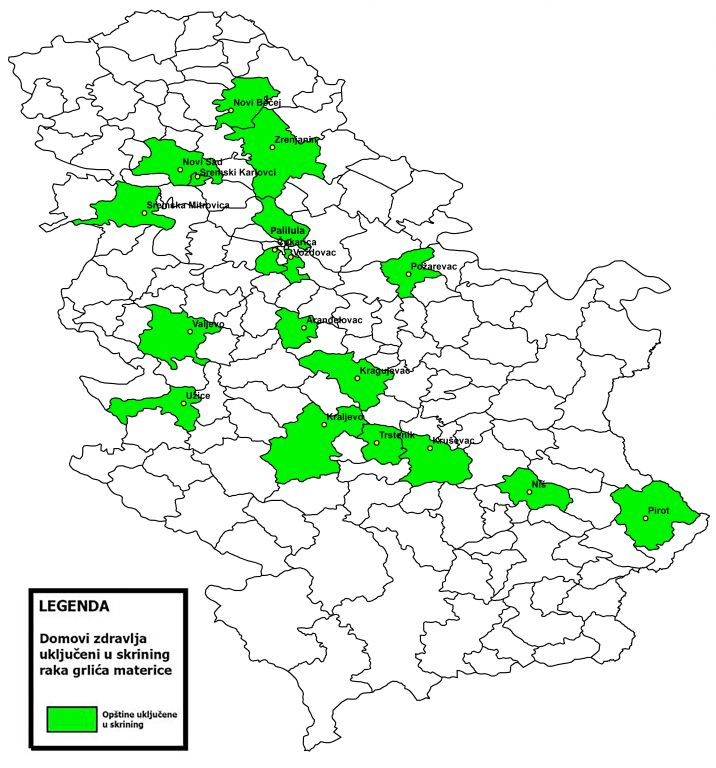 Novi Bečej
Zrenjanin
Novi Sad
Sremski Karlovci
Sremska Mitrovica
Palilula
Čukarica
Voždovac
Požarevac
Valjevo
Aranđelovac
Kragujevac
Užice
Kraljevo
Trstenik
Kruševac
Niš
Pirot
LEGENDA
Domovi zdravlja
uključeni u skrining
raka grlića materice
Opštine uključene
u skrining